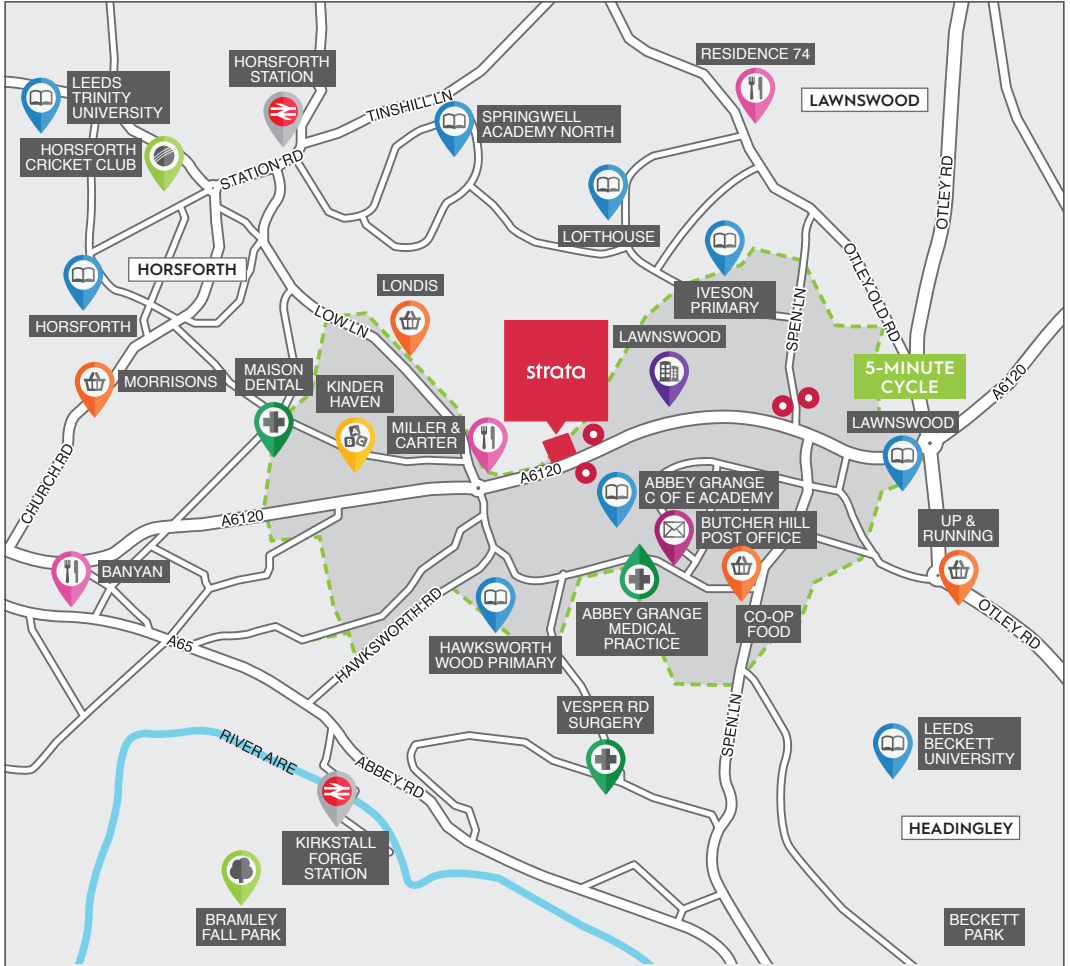 RESIDENCE 74
HORSFORTH
STATION
LEEDS
TRINITY
UNIVERSITY
LAWNSWOOD
TINSHILL LN
SPRINGWELL
ACADEMY NORTH
HORSFORTH
CRICKET CLUB
STATION RD
OTLEY RD
LOFTHOUSE
HORSFORTH
OTLEY OLD RD
LONDIS
IVESON
PRIMARY
SPEN LN
HORSFORTH
LOW LN
LAWNSWOOD
strata
5-MINUTE
CYCLE
A6120
MORRISONS
MAISON
DENTAL
KINDER
HAVEN
MILLER &
CARTER
LAWNSWOOD
A6120
ABBEY GRANGE
C OF E ACADEMY
CHURCH RD
A6120
BUTCHER HILL
POST OFFICE
UP &
RUNNING
BANYAN
ABC
OTLEY RD
HAWKSWORTH RD
ABBEY GRANGE
MEDICAL
PRACTICE
CO-OP
FOOD
A65
HAWKSWORTH
WOOD PRIMARY
VESPER RD
SURGERY
SPEN LN
RIVER AIRE
ABBEY RD
LEEDS
BECKETT
UNIVERSITY
HEADINGLEY
KIRKSTALL
FORGE
STATION
BRAMLEY
FALL PARK
BECKETT
PARK